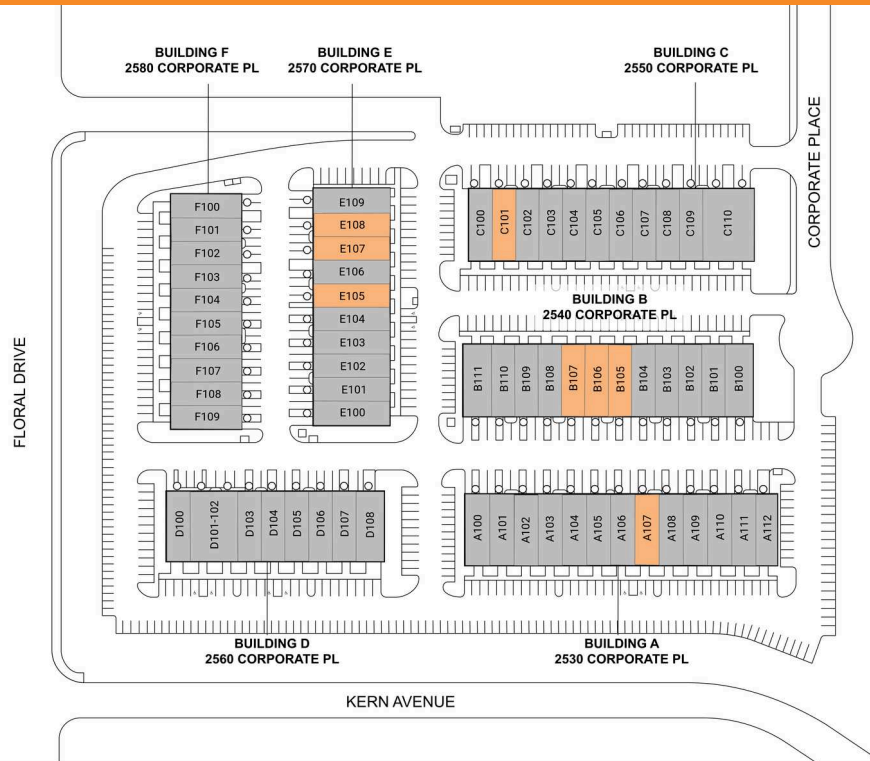 BUILDING F
2580 CORPORATE PL
BUILDING E
2570 CORPORATE PL
BUILDING C
2550 CORPORATE PL
CORPORATE PLACE
FLORAL DRIVE
F100
F101
F102
F103
F104
F105
F106
F107
F108
F109
E109
E108
E107
E106
E105
E104
E103
E102
E101
E100
C100
C101
C102
C103
C104
C105
C106
C107
C108
C109
C110
BUILDING B
2540 CORPORATE PL
B111
B110
B109
B108
B107
B106
B105
B104
B103
B102
B101
B100
D100
D101-102
D103
D104
D105
D106
D107
D108
A100
A101
A102
A103
A104
A105
A106
A107
A108
A109
A110
A111
A112
BUILDING D
2560 CORPORATE PL
BUILDING A
2530 CORPORATE PL
KERN AVENUE